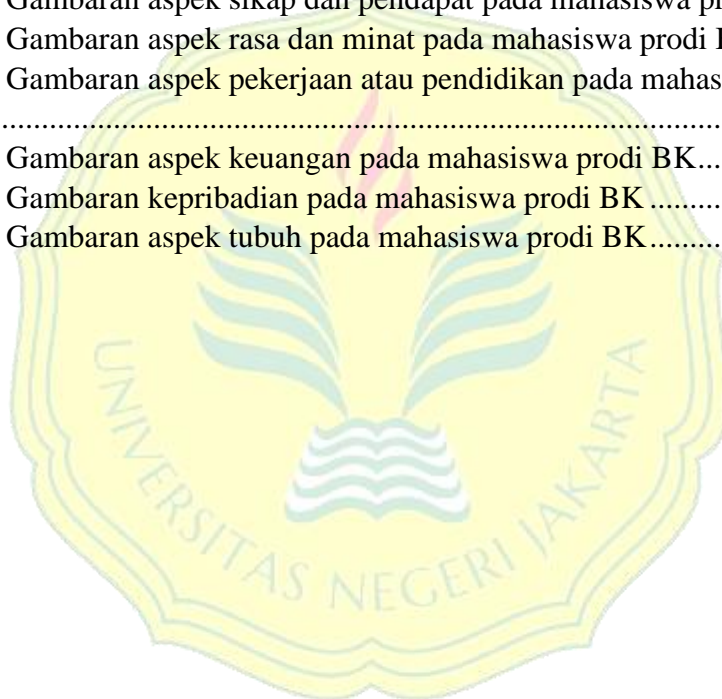 Gambaran aspek sikap dan pendapat pada mahasiswa
Gambaran aspek rasa dan minat pada mahasiswa prodi
Gambaran aspek pekerjaan atau pendidikan pada
........................................................................................
Gambaran aspek keuangan pada mahasiswa prodi BK....
Gambaran kepribadian pada mahasiswa prodi BK.........
Gambaran aspek tubuh pada mahasiswa prodi BK.........
UNIVERSITAS NEGERI JAKARTA